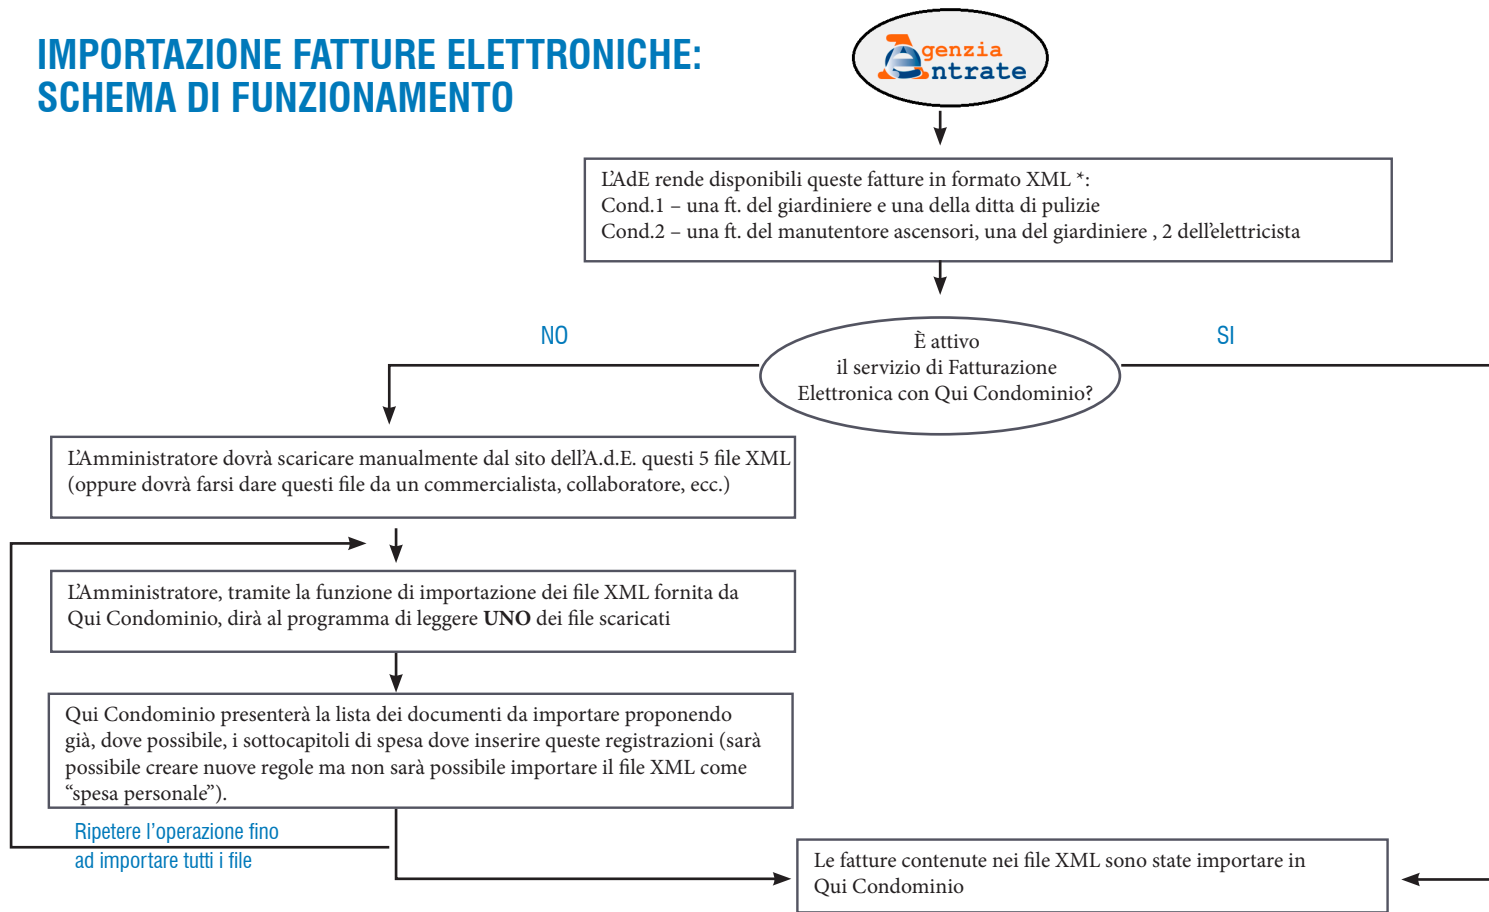 IMPORTAZIONE FATTURE ELETTRONICHE:
SCHEMA DI FUNZIONAMENTO
Agenzia
Entrate
L'AdE rende disponibili queste fatture in formato XML *:
Cond.1 – una ft. del giardiniere e una della ditta di pulizie
Cond.2 – una ft. del manutentore ascensori, una del giardiniere , 2 dell'elettricista
NO
SI
È attivo
il servizio di Fatturazione
Elettronica con Qui Condominio?
L'Amministratore dovrà scaricare manualmente dal sito dell'A.d.E. questi 5 file XML
(oppure dovrà farsi dare questi file da un commercialista, collaboratore, ecc.)
L'Amministratore, tramite la funzione di importazione dei file XML fornita da
Qui Condominio, dirà al programma di leggere UNO dei file scaricati
Qui Condominio presenterà la lista dei documenti da importare proponendo
già, dove possibile, i sottocapitoli di spesa dove inserire queste registrazioni (sarà
possibile creare nuove regole ma non sarà possibile importare il file XML come
“spesa personale”).
Ripetere l'operazione fino
ad importare tutti i file
Le fatture contenute nei file XML sono state importare in
Qui Condominio